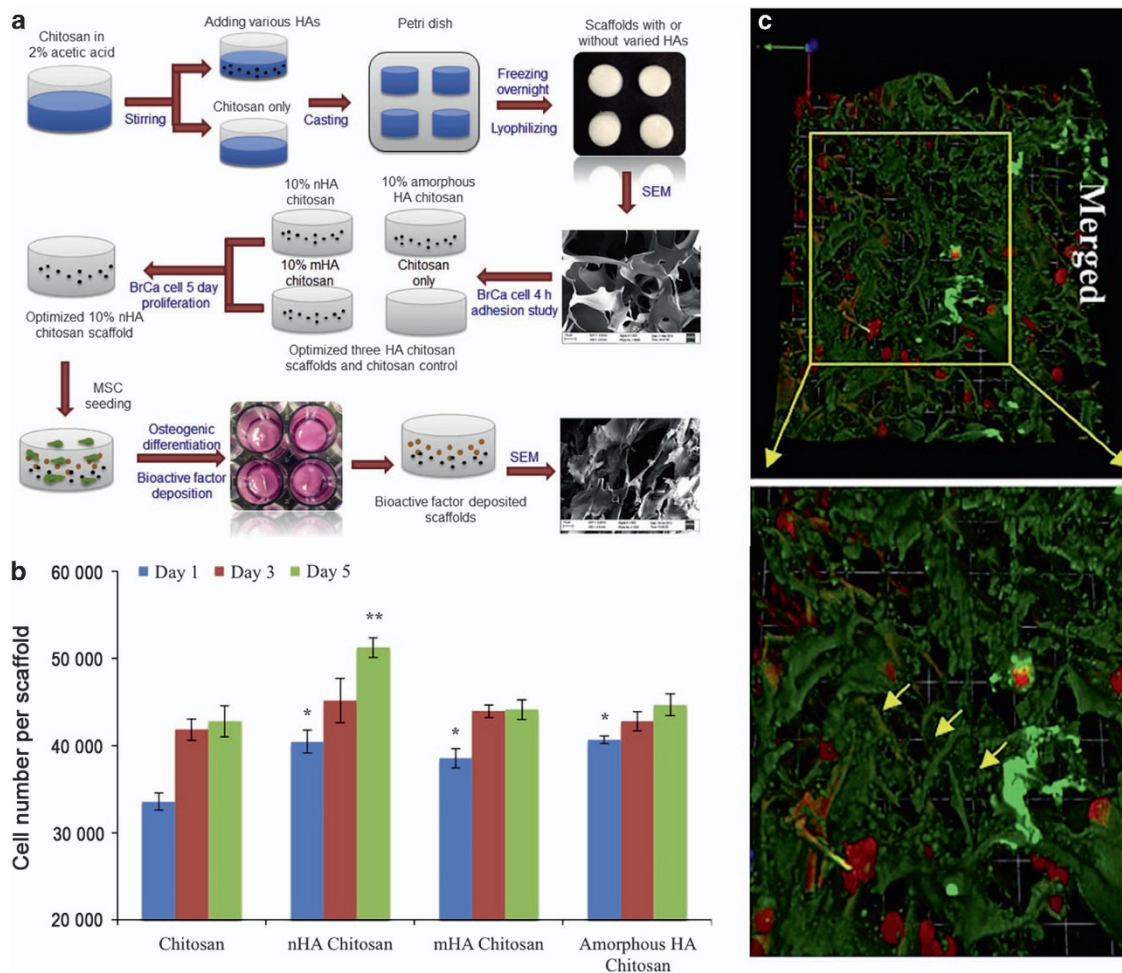 a
Chitosan in
2% acetic acid
Stirring
Adding various HAs
Chitosan only
Casting
Petri dish
Freezing
overnight
Lyophilizing
Scaffolds with or
without varied HAs
SEM
BrCa cell 4 h
adhesion study
10% amorphous
HA chitosan
Chitosan
only
10% nHA
chitosan
10% mHA
chitosan
Optimized three HA chitosan
scaffolds and chitosan control
BrCa cell 5 day
proliferation
Optimized 10% nHA
chitosan scaffold
MSC
seeding
Osteogenic
differentiation
Bioactive factor
deposition
Bioactive factor deposited
scaffolds
SEM
b
Cell number per scaffold
60 000
50 000
40 000
30 000
20 000
Day 1 Day 3 Day 5
*
**
*
*
Chitosan
nHA Chitosan
mHA Chitosan
Amorphous HA
Chitosan
c
Merged